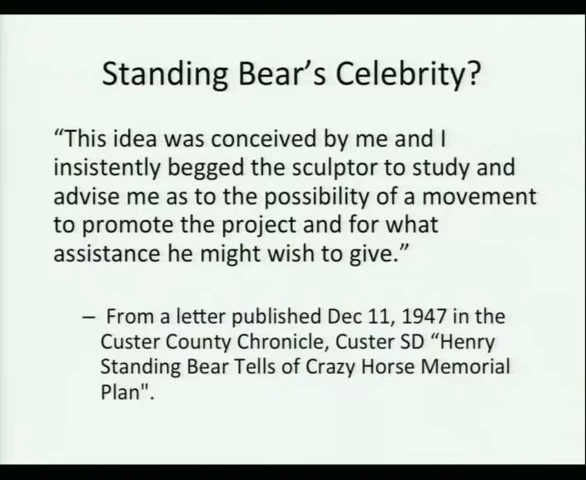 Standing Bear’s Celebrity?
“This idea was conceived by me and I
insistently begged the sculptor to study and
advise me as to the possibility of a movement
to promote the project and for what
assistance he might wish to give.”
– From a letter published Dec 11, 1947 in the
Custer County Chronicle, Custer SD “Henry
Standing Bear Tells of Crazy Horse Memorial
Plan".